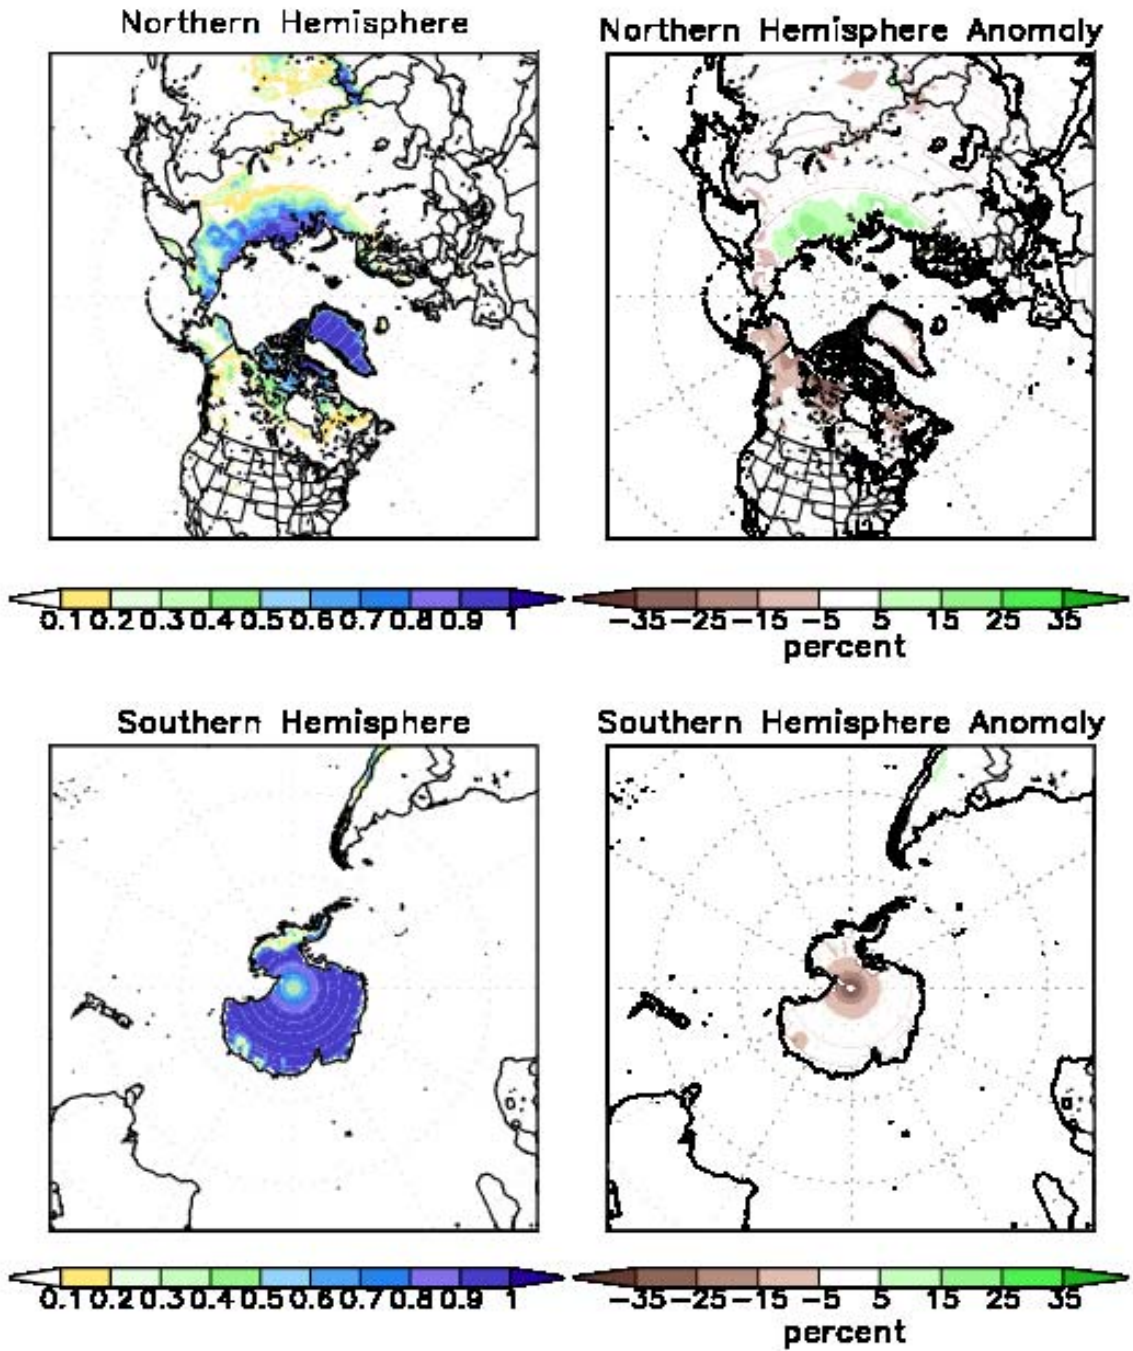 Northern Hemisphere
Northern Hemisphere Anomaly
0.1 0.2 0.3 0.4 0.5 0.6 0.7 0.8 0.9 1
-35 -25 -15 -5 5 15 25 35
percent
Southern Hemisphere
Southern Hemisphere Anomaly
0.1 0.2 0.3 0.4 0.5 0.6 0.7 0.8 0.9 1
-35 -25 -15 -5 5 15 25 35
percent